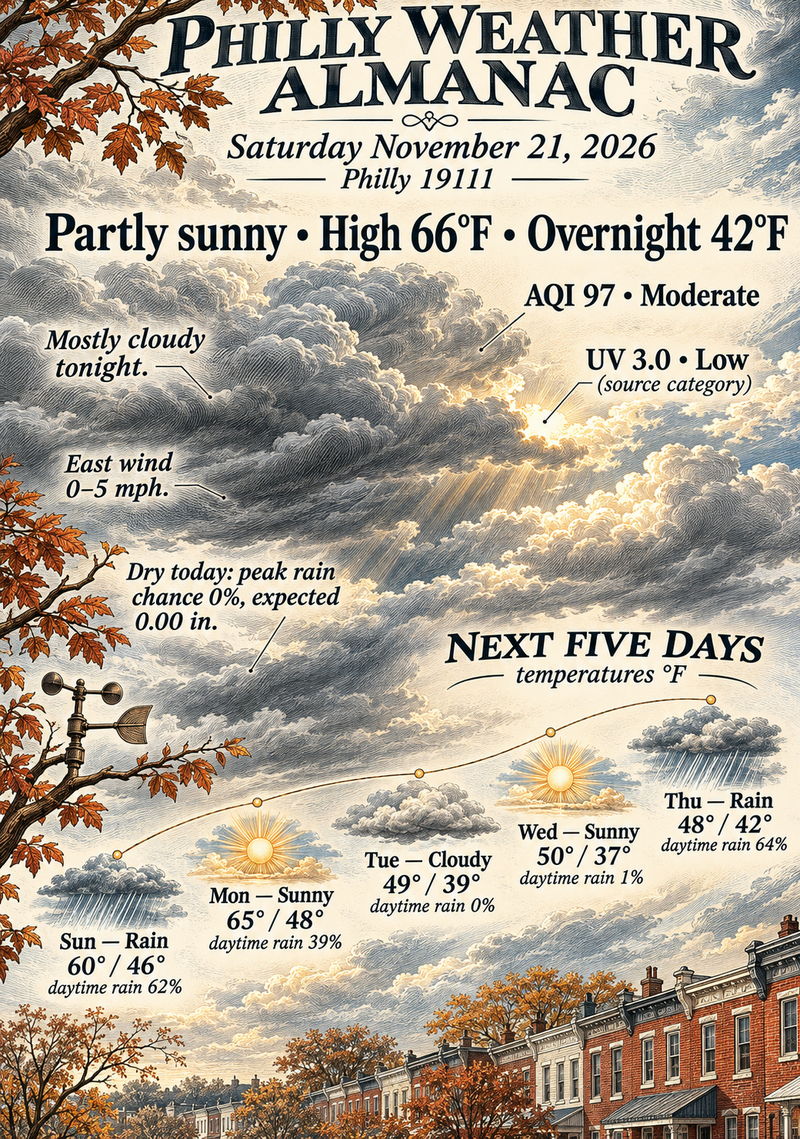 PHILLY WEATHER
ALMANAC
Saturday November 21, 2026
Philly 19111
Partly sunny • High 66°F • Overnight 42°F
AQI 97 • Moderate
Mostly cloudy
tonight.
UV 3.0 • Low
(source category)
East wind
0–5 mph.
Dry today: peak rain
chance 0%, expected
0.00 in.
NEXT FIVE DAYS
temperatures °F
Sun — Rain
60° / 46°
daytime rain 62%
Mon — Sunny
65° / 48°
daytime rain 39%
Tue — Cloudy
49° / 39°
daytime rain 0%
Wed — Sunny
50° / 37°
daytime rain 1%
Thu — Rain
48° / 42°
daytime rain 64%